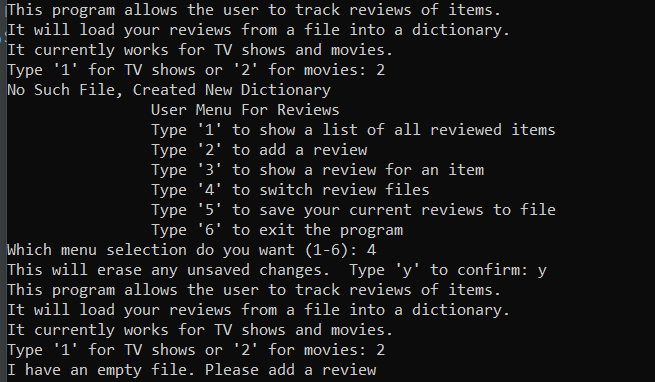 This program allows the user to track reviews of items.
It will load your reviews from a file into a dictionary.
It currently works for TV shows and movies.
Type '1' for TV shows or '2' for movies: 2
No Such File, Created New Dictionary
User Menu For Reviews
Type '1' to show a list of all reviewed items
Type '2' to add a review
Type '3' to show a review for an item
Type '4' to switch review files
Type '5' to save your current reviews to file
Type '6' to exit the program
Which menu selection do you want (1-6): 4
This will erase any unsaved changes.  Type 'y' to confirm: y
This program allows the user to track reviews of items.
It will load your reviews from a file into a dictionary.
It currently works for TV shows and movies.
Type '1' for TV shows or '2' for movies: 2
I have an empty file. Please add a review